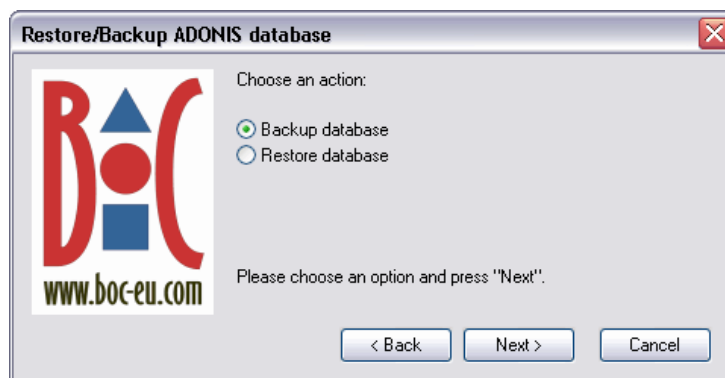 Restore/Backup ADONIS database
Choose an action:
Backup database
Restore database
BOC
www.boc-eu.com
Please choose an option and press "Next".
< Back
Next >
Cancel